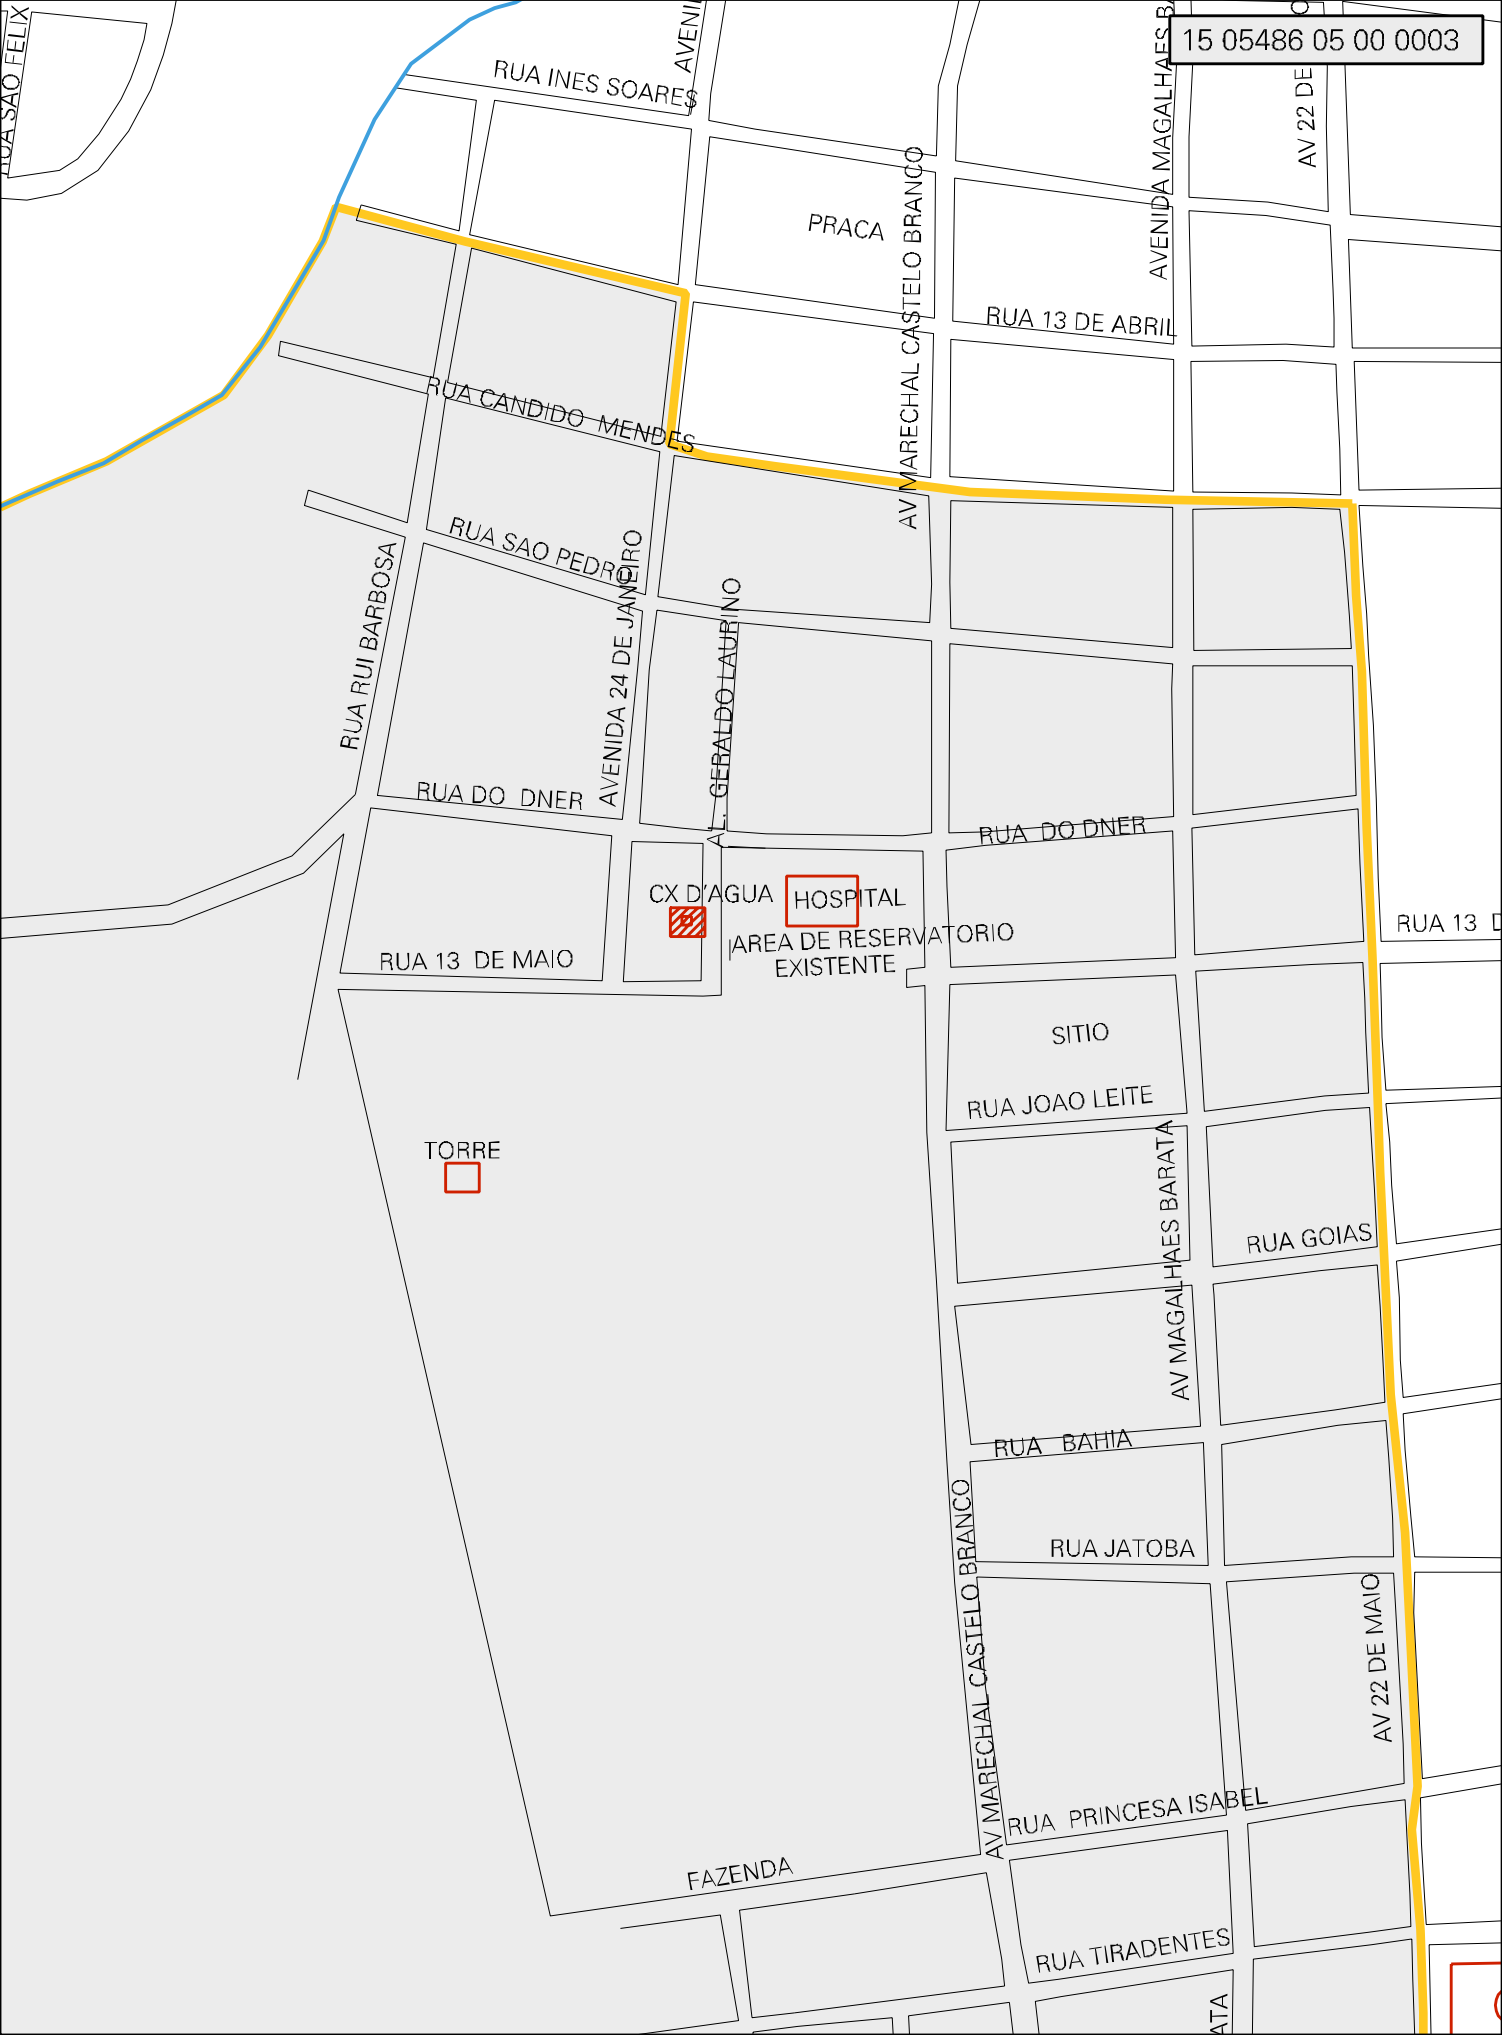 RUA SAO FELIX
AVENI
15 05486 05 00 0003
RUA INES SOARES
AVENIDA MAGALHAES B
AV 22 DE
O
PRACA
AV MARECHAL CASTELO BRANCO
RUA 13 DE ABRIL
RUA CANDIDO MENDES
RUA SAO PEDRO
RUA RUI BARBOSA
AVENIDA 24 DE JANEIRO
AL. GERALDO LAURINO
RUA DO DNER
RUA DO DNER
CX D'AGUA
HOSPITAL
RUA 13 D
AREA DE RESERVATORIO
EXISTENTE
RUA 13 DE MAIO
SITIO
RUA JOAO LEITE
TORRE
AV MAGALHAES BARATA
RUA GOIAS
RUA BAHIA
AV MARECHAL CASTELO BRANCO
RUA JATOBA
AV 22 DE MAIO
RUA PRINCESA ISABEL
FAZENDA
RUA TIRADENTES
ATA